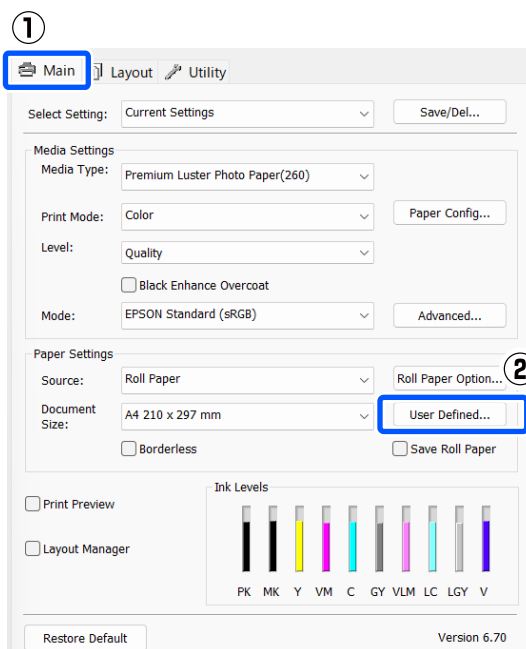 ①
Main Layout Utility
Select Setting: Current Settings Save/Del...
Media Settings
Media Type: Premium Luster Photo Paper(260)
Print Mode: Color Paper Config...
Level: Quality
Black Enhance Overcoat
Mode: EPSON Standard (sRGB) Advanced...
Paper Settings
②
Source: Roll Paper Roll Paper Option...
Document
Size: A4 210 x 297 mm User Defined...
Borderless Save Roll Paper
Ink Levels
Print Preview
Layout Manager
PK MK Y VM C GY VLM LC LGY V
Restore Defau
Version 6.70